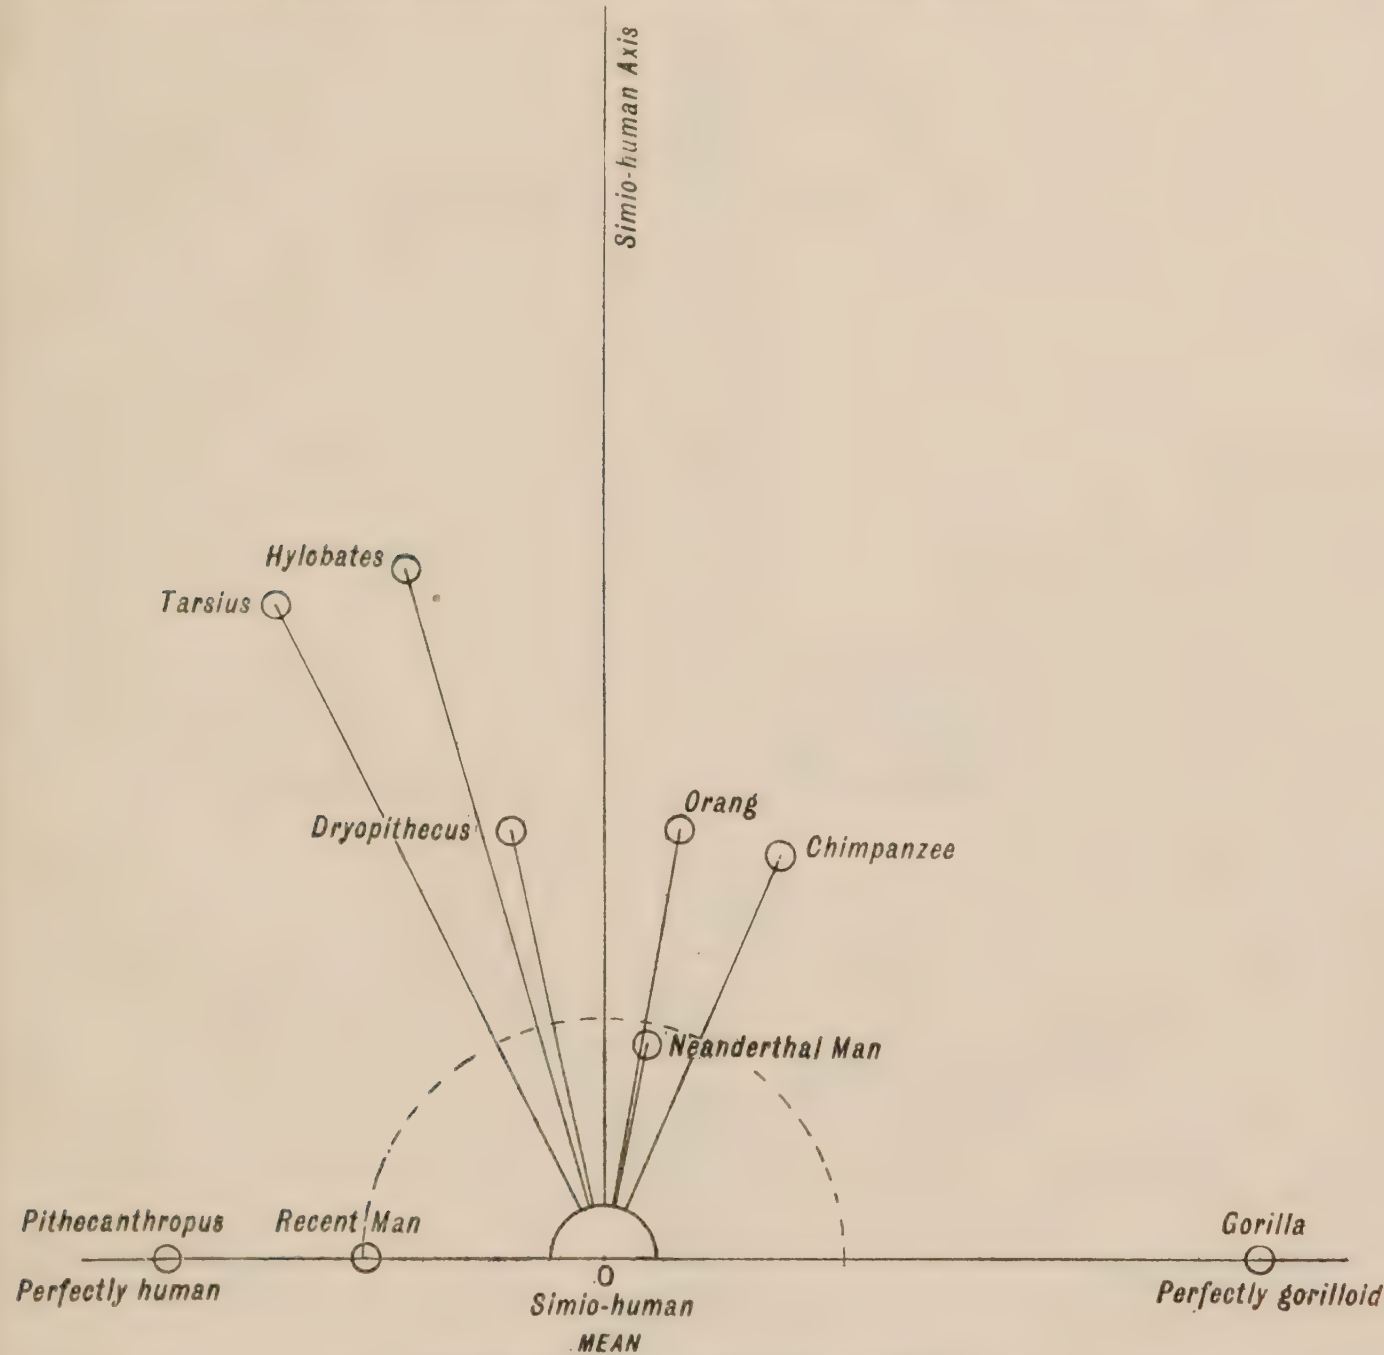 Simio-human Axis
Hylobates
Tarsius
Orang
Dryopithecus
Chimpanzee
Neanderthal Man
Pithecanthropus
Recent Man
Gorilla
Perfectly human
O
Simio-human
MEAN
Perfectly gorilloid